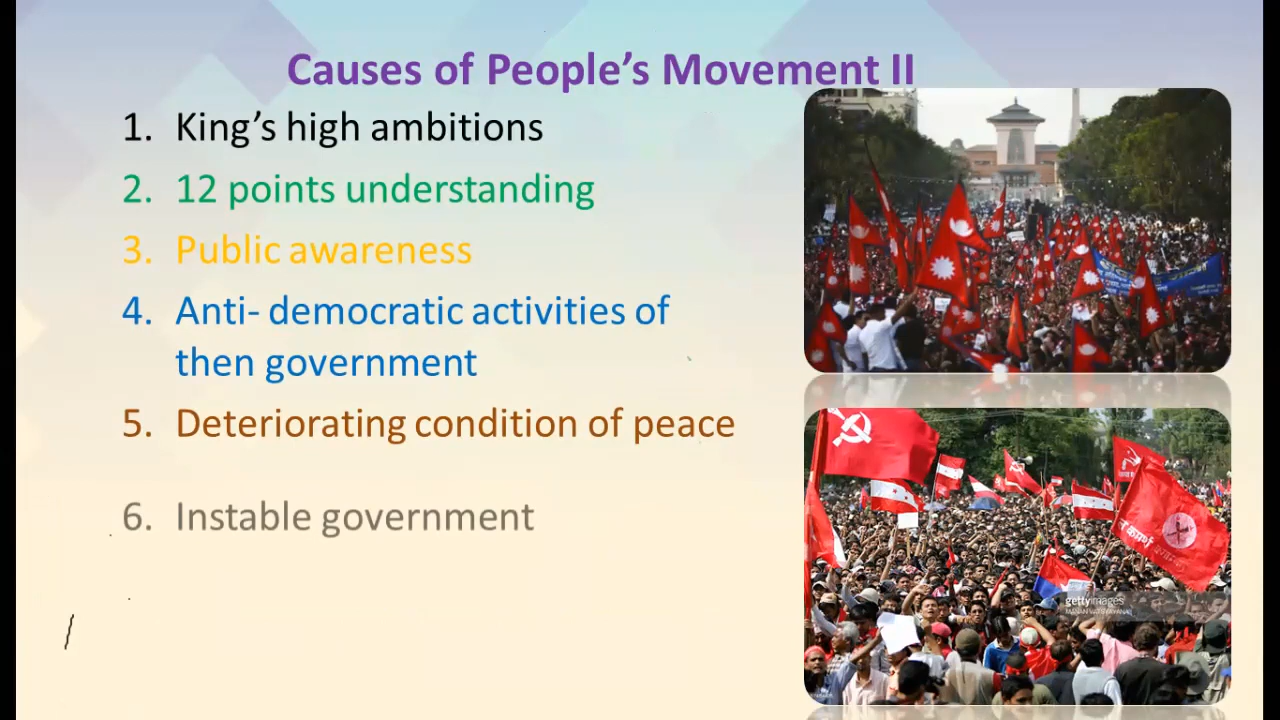 Causes of People's Movement II
1. King's high ambitions
2. 12 points understanding
3. Public awareness
4. Anti- democratic activities of
then government
5. Deteriorating condition of peace
6. Instable government
gettyimages